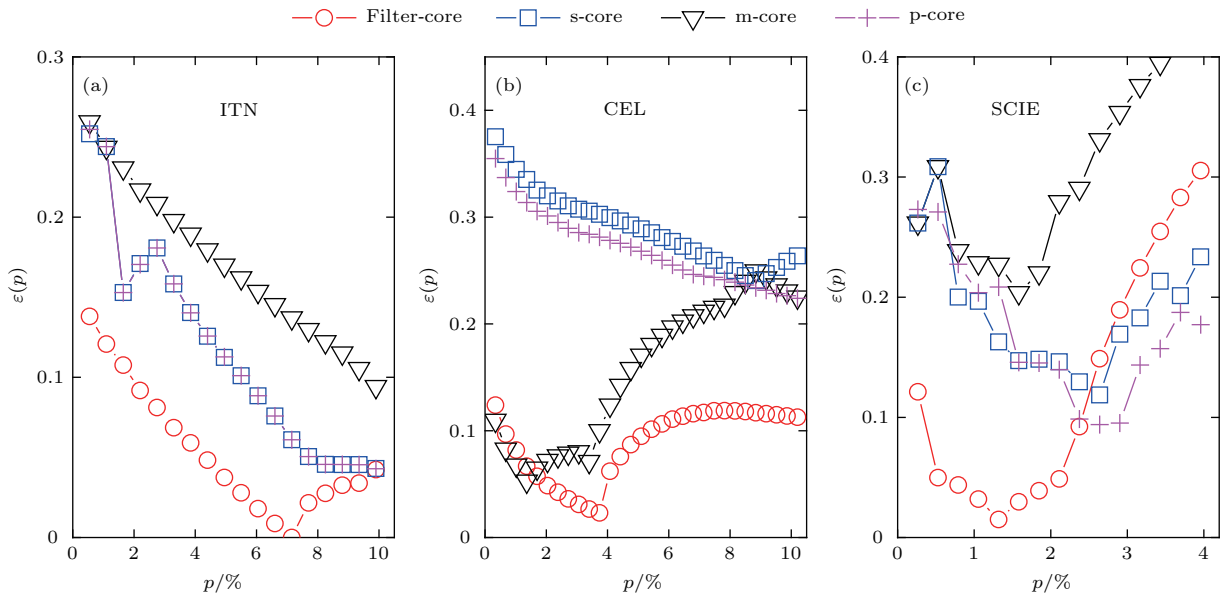 Filter-core s-core m-core p-core
(a) ITN
ε(p)
0.3
0.2
0.1
0
0 2 4 6 8 10
p/%
(b) CEL
ε(p)
0.4
0.3
0.2
0.1
0
0 2 4 6 8 10
p/%
(c) SCIE
ε(p)
0.4
0.3
0.2
0.1
0
0 1 2 3 4
p/%